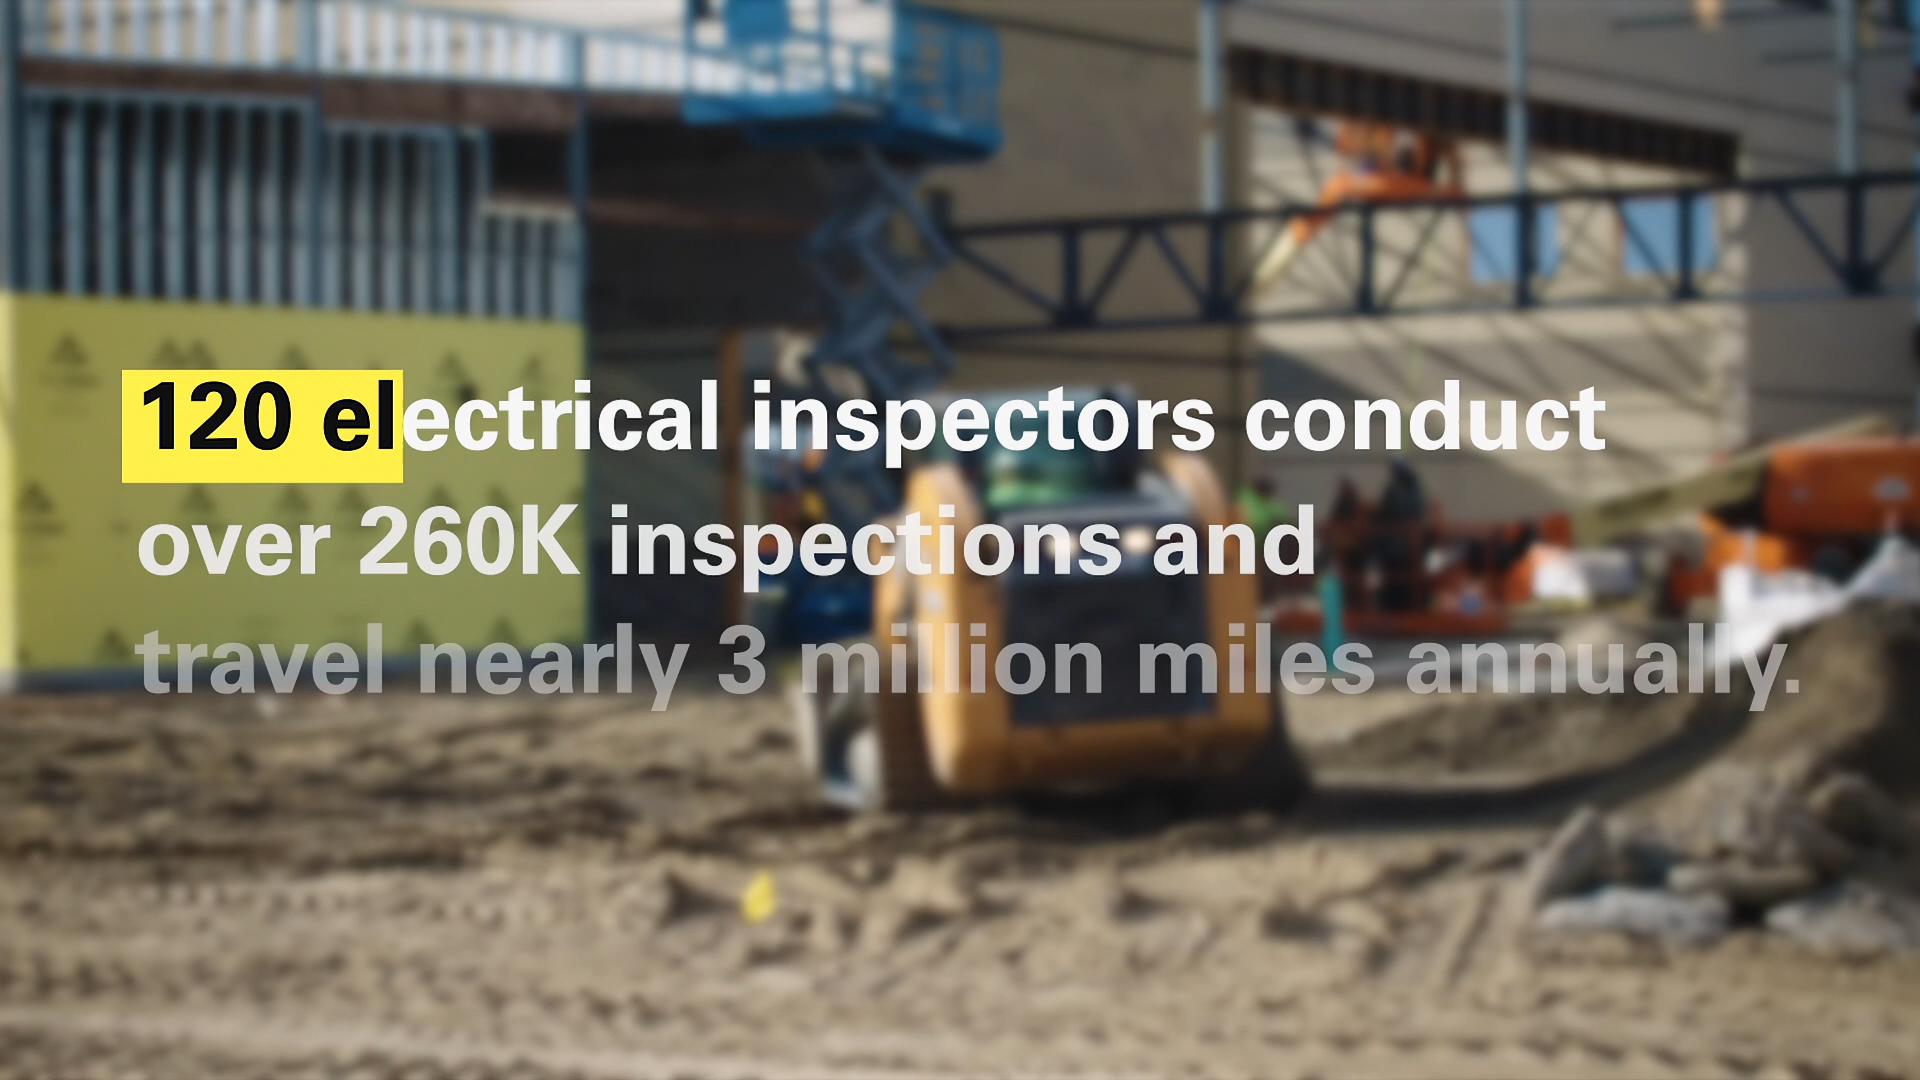 120 electrical inspectors conduct
over 260K inspections and
travel nearly 3 million miles annually.